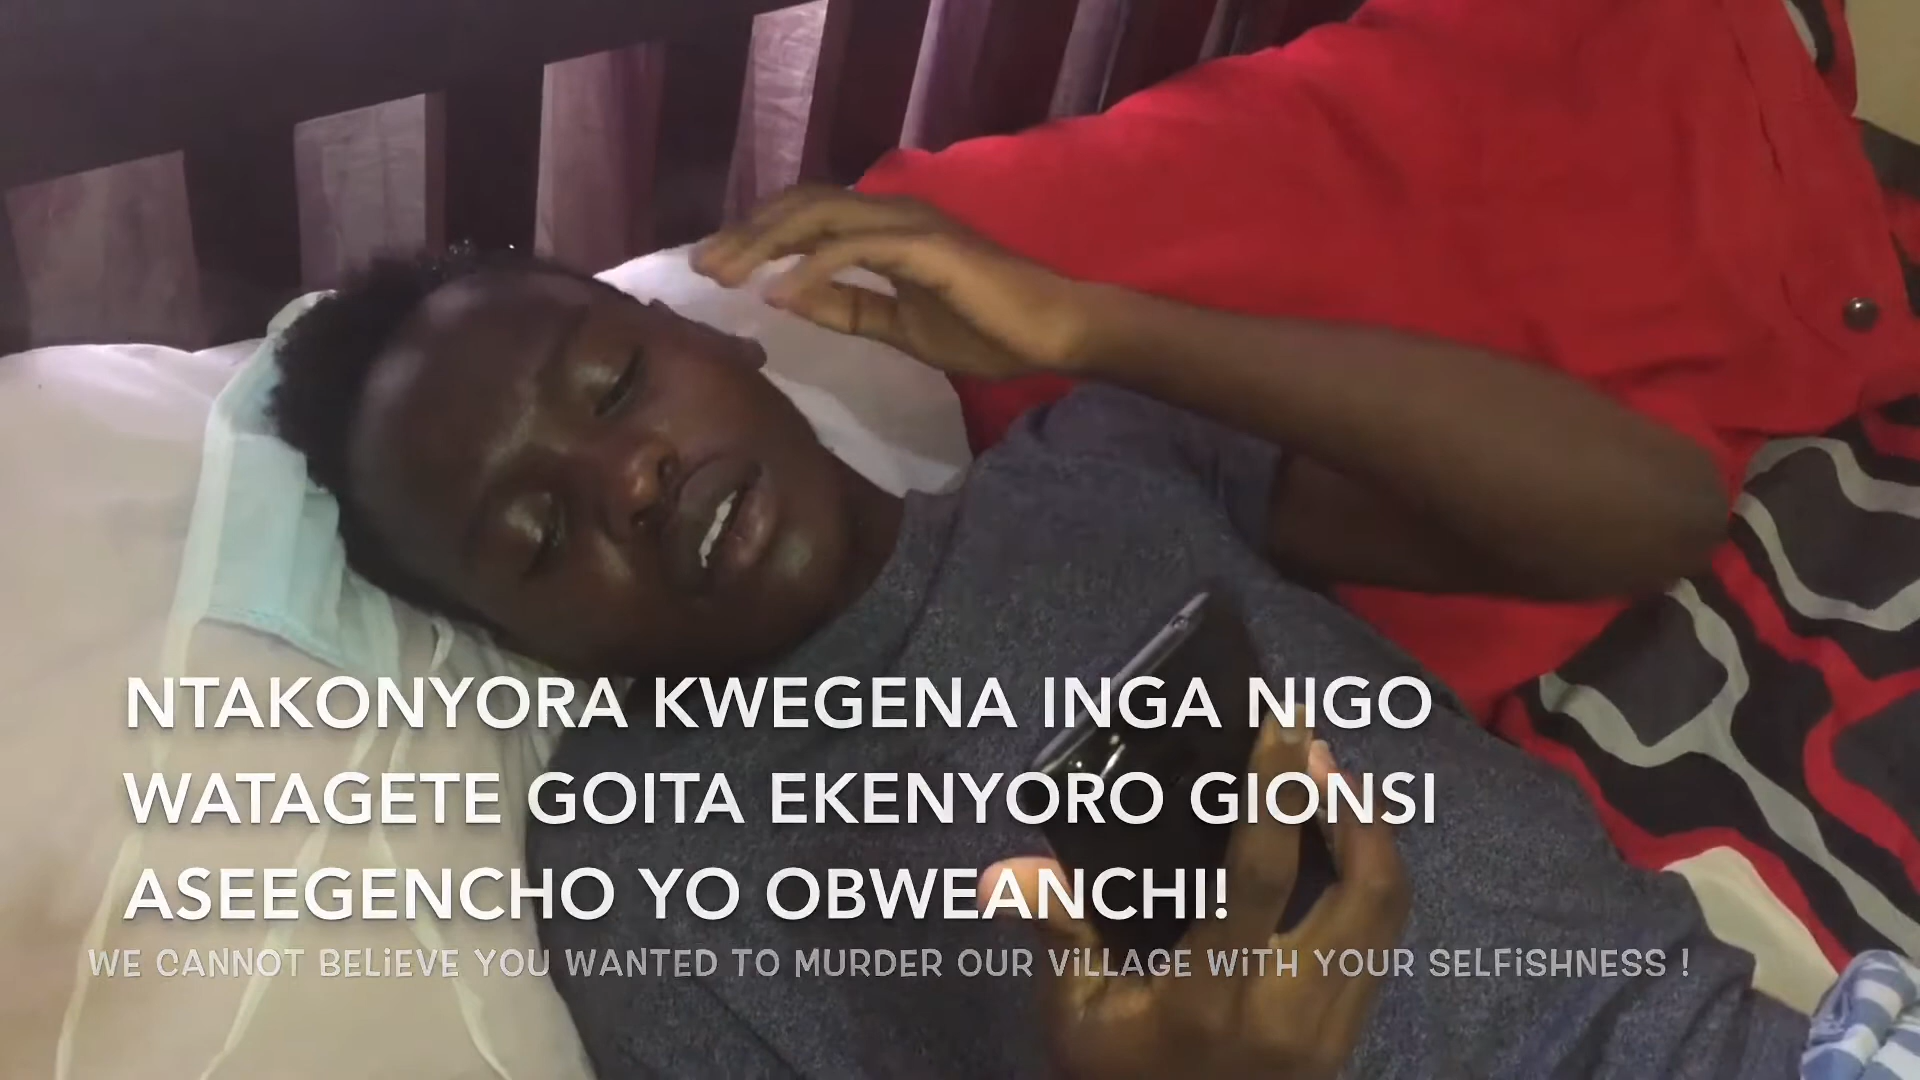 NTAKONYORA KWEGENA INGA NIGO
WATAGETE GOITA EKENYORO GIONSI
ASEEGENCHO YO OBWEANCHI!
WE CANNOT BELIEVE YOU WANTED TO MURDER OUR VILLAGE WITH YOUR SELFISHNESS !